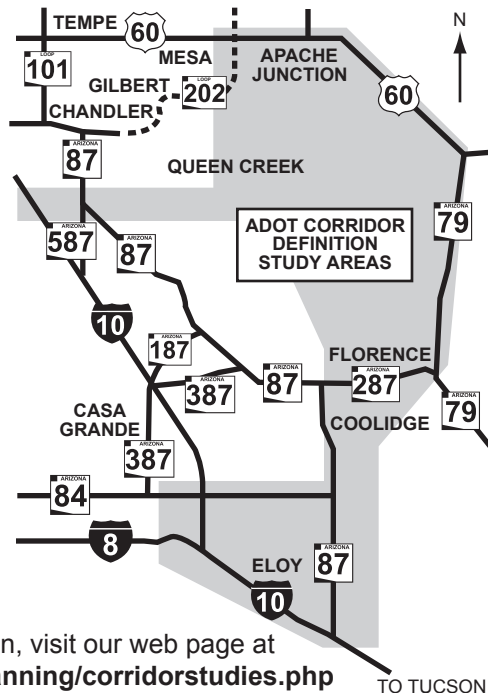 TEMPE
60
N
MESA
APACHE
JUNCTION
LOOP
101
GILBERT
LOOP
202
60
CHANDLER
ARIZONA
87
QUEEN CREEK
ARIZONA
79
ARIZONA
587
ARIZONA
87
ADOT CORRIDOR
DEFINITION
STUDY AREAS
10
ARIZONA
187
FLORENCE
ARIZONA
387
ARIZONA
87
ARIZONA
287
ARIZONA
79
CASA
GRANDE
COOLIDGE
ARIZONA
387
ARIZONA
84
8
ARIZONA
87
ELOY
10
n, visit our web page at
anning/corridorstudies.php
TO TUCSON